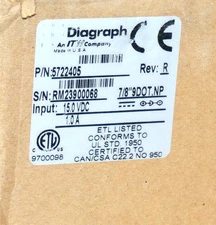 Diagraph
An ITW Company
Made in U.S.A.
CE
P/N:5722405 Rev: R
S/N: RM23900068 7/8"9DOT.NP
Input: 15.0 VDC
1.0 A
ETL LISTED
CONFORMS TO
UL STD. 1950
CERTIFIED TO
CAN/CSA C22.2 NO 950
9700098